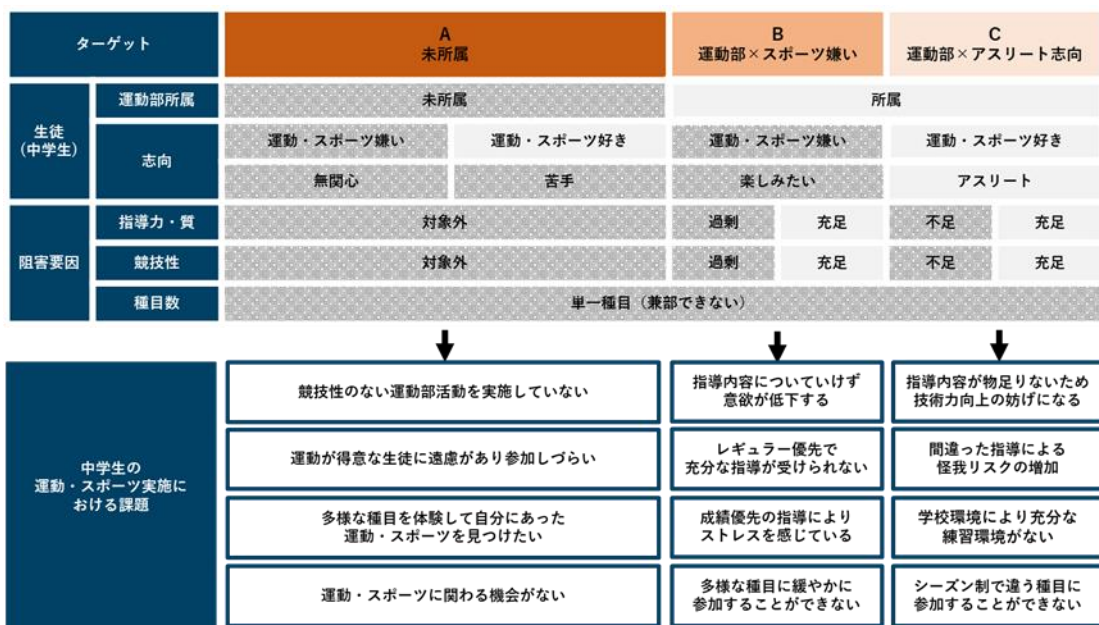 ターゲット
A
未所属
B
運動部×スポーツ嫌い
C
運動部×アスリート志向
生徒
(中学生)
運動部所属
未所属
所属
志向
運動・スポーツ嫌い
運動・スポーツ好き
運動・スポーツ嫌い
運動・スポーツ好き
無関心
苦手
楽しみたい
アスリート
阻害要因
指導力・質
対象外
過剰
充足
不足
充足
競技性
対象外
過剰
充足
不足
充足
種目数
単一種目（兼部できない）
中学生の
運動・スポーツ実施に
おける課題
競技性のない運動部活動を実施していない
指導内容についていけず
意欲が低下する
指導内容が物足りないため
技術力向上の妨げになる
運動が得意な生徒に遠慮があり参加しづらい
レギュラー優先で
充分な指導が受けられない
間違った指導による
怪我リスクの増加
多様な種目を体験して自分にあった
運動・スポーツを見つけたい
成績優先の指導により
ストレスを感じている
学校環境により充分な
練習環境がない
運動・スポーツに関わる機会がない
多様な種目に緩やかに
参加することができない
シーズン制で違う種目に
参加することができない